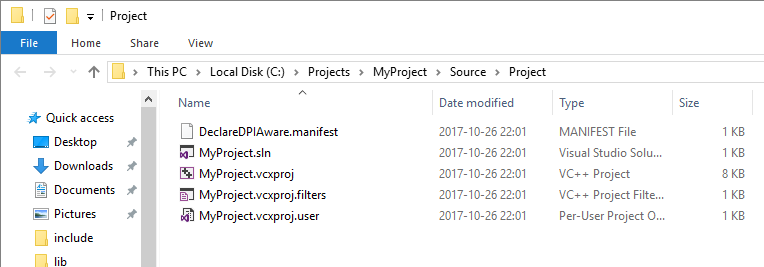 Project
File Home Share View
This PC Local Disk (C:) Projects MyProject Source Project
Name Date modified Type Size
Quick access
Desktop
Downloads
Documents
Pictures
include
lib
DeclareDPIAware.manifest 2017-10-26 22:01 MANIFEST File 1 KB
MyProject.sln 2017-10-26 22:01 Visual Studio Solu... 1 KB
MyProject.vcxproj 2017-10-26 22:01 VC++ Project 8 KB
MyProject.vcxproj.filters 2017-10-26 22:01 VC++ Project Filte... 1 KB
MyProject.vcxproj.user 2017-10-26 22:01 Per-User Project O... 1 KB